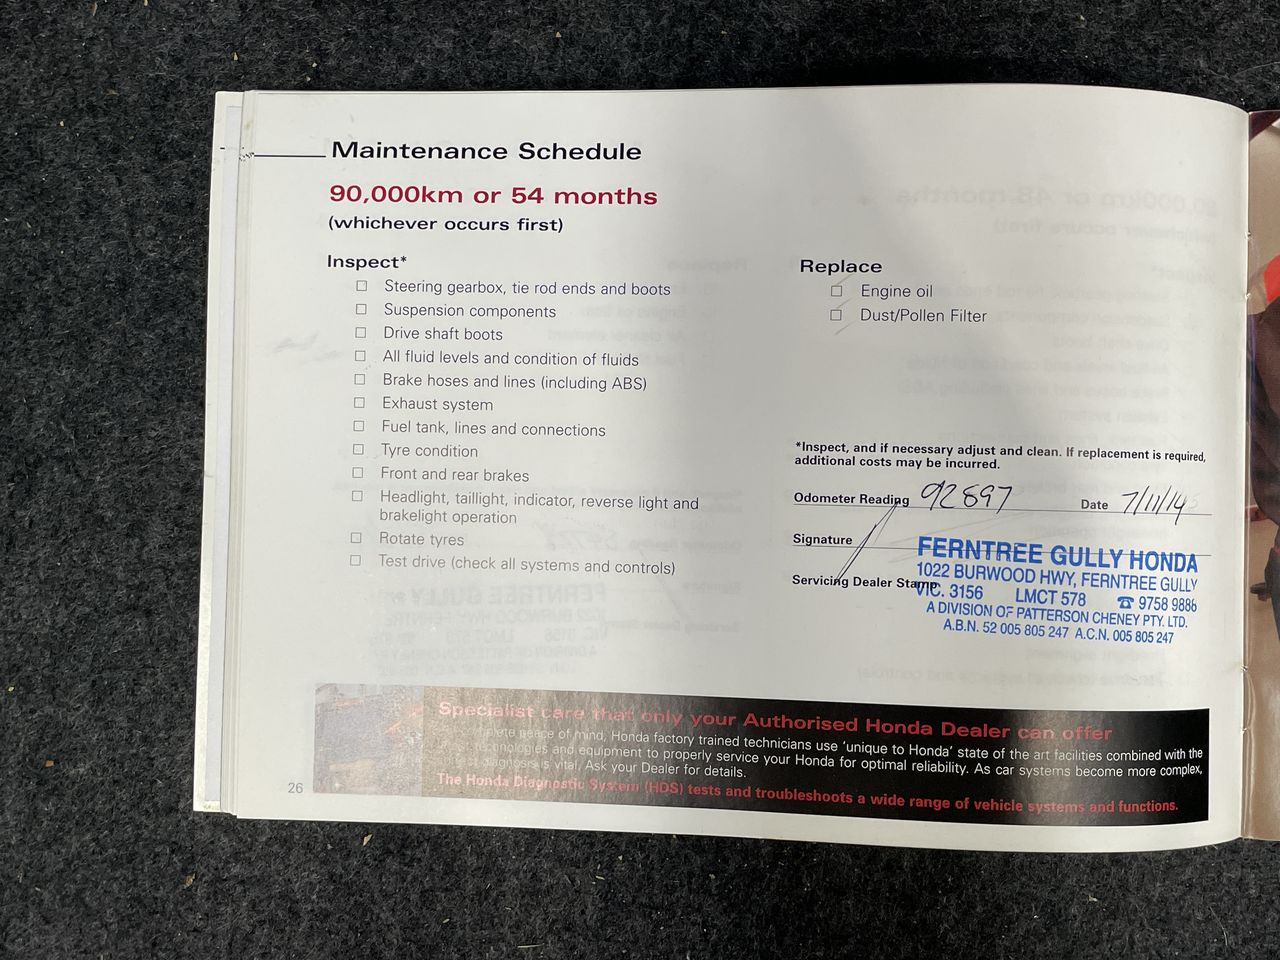 Maintenance Schedule
90,000km or 54 months
(whichever occurs first)
Inspect*
Steering gearbox, tie rod ends and boots
Suspension components
Drive shaft boots
All fluid levels and condition of fluids
Brake hoses and lines (including ABS)
Exhaust system
Fuel tank, lines and connections
Tyre condition
Front and rear brakes
Headlight, taillight, indicator, reverse light and
brakelight operation
Rotate tyres
Test drive (check all systems and controls)
Replace
Engine oil
Dust/Pollen Filter
*Inspect, and if necessary adjust and clean. If replacement is required,
additional costs may be incurred.
Odometer Reading 92897 Date 7/11/14
Signature
Servicing Dealer Stamp
FERNTREE GULLY HONDA
1022 BURWOOD HWY, FERNTREE GULLY
VIC. 3156 LMCT 578 ☎ 9758 9888
A DIVISION OF PATTERSON CHENEY PTY. LTD.
A.B.N. 52 005 805 247 A.C.N. 005 805 247
Specialist care that only your Authorised Honda Dealer can offer
peace of mind, Honda factory trained technicians use 'unique to Honda' state of the art facilities combined with the
technologies and equipment to properly service your Honda for optimal reliability. As car systems become more complex,
diagnosis is vital. Ask your Dealer for details.
The Honda Diagnostic System (HDS) tests and troubleshoots a wide range of vehicle systems and functions.
26